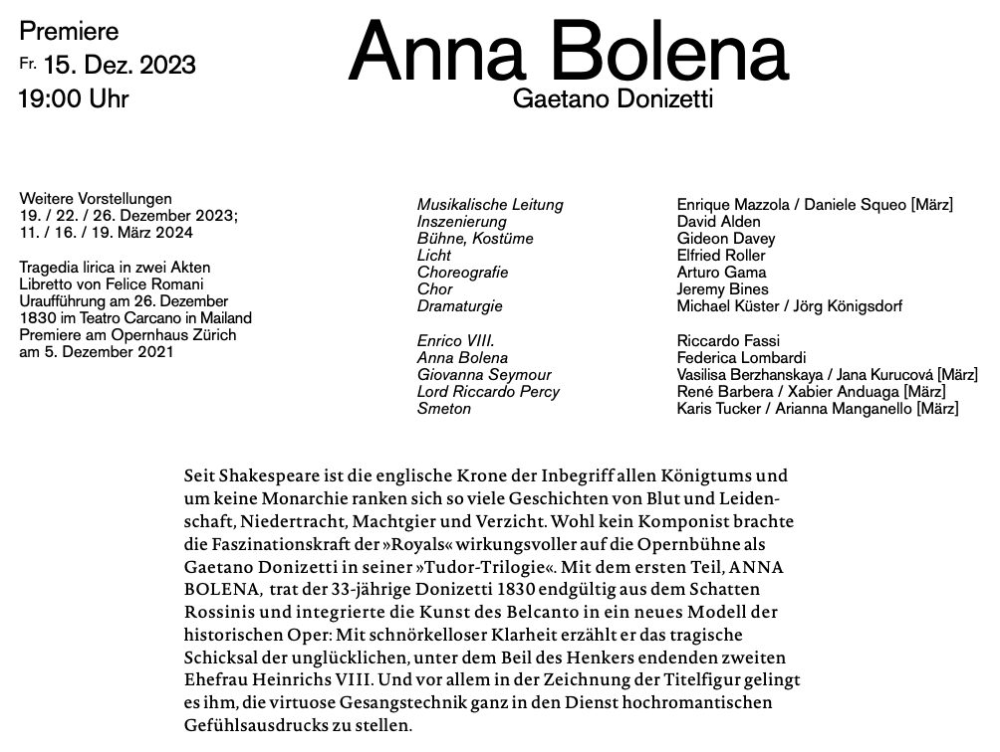 Premiere
Fr. 15. Dez. 2023
19:00 Uhr
Anna Bolena
Gaetano Donizetti
Weitere Vorstellungen
19. / 22. / 26. Dezember 2023;
11. / 16. / 19. März 2024
Tragedia lirica in zwei Akten
Libretto von Felice Romani
Uraufführung am 26. Dezember
1830 im Teatro Carcano in Mailand
Premiere am Opernhaus Zürich
am 5. Dezember 2021
Musikalische Leitung Enrique Mazzola / Daniele Squeo [März]
Inszenierung David Alden
Bühne, Kostüme Gideon Davey
Licht Elfried Roller
Choreografie Arturo Gama
Chor Jeremy Bines
Dramaturgie Michael Küster / Jörg Königsdorf
Enrico VIII. Riccardo Fassi
Anna Bolena Federica Lombardi
Giovanna Seymour Vasilisa Berzhanskaya / Jana Kurucová [März]
Lord Riccardo Percy René Barbera / Xabier Anduaga [März]
Smeton Karis Tucker / Arianna Manganello [März]
Seit Shakespeare ist die englische Krone der Inbegriff allen Königtums und
um keine Monarchie ranken sich so viele Geschichten von Blut und Leiden-
schaft, Niedertracht, Machtgier und Verzicht. Wohl kein Komponist brachte
die Faszinationskraft der »Royals« wirkungsvoller auf die Opernbühne als
Gaetano Donizetti in seiner »Tudor-Trilogie«. Mit dem ersten Teil, ANNA
BOLENA, trat der 33-jährige Donizetti 1830 endgültig aus dem Schatten
Rossinis und integrierte die Kunst des Belcanto in ein neues Modell der
historischen Oper: Mit schnörkelloser Klarheit erzählt er das tragische
Schicksal der unglücklichen, unter dem Beil des Henkers endenden zweiten
Ehefrau Heinrichs VIII. Und vor allem in der Zeichnung der Titelfigur gelingt
es ihm, die virtuose Gesangstechnik ganz in den Dienst hochromantischen
Gefühlsausdrucks zu stellen.